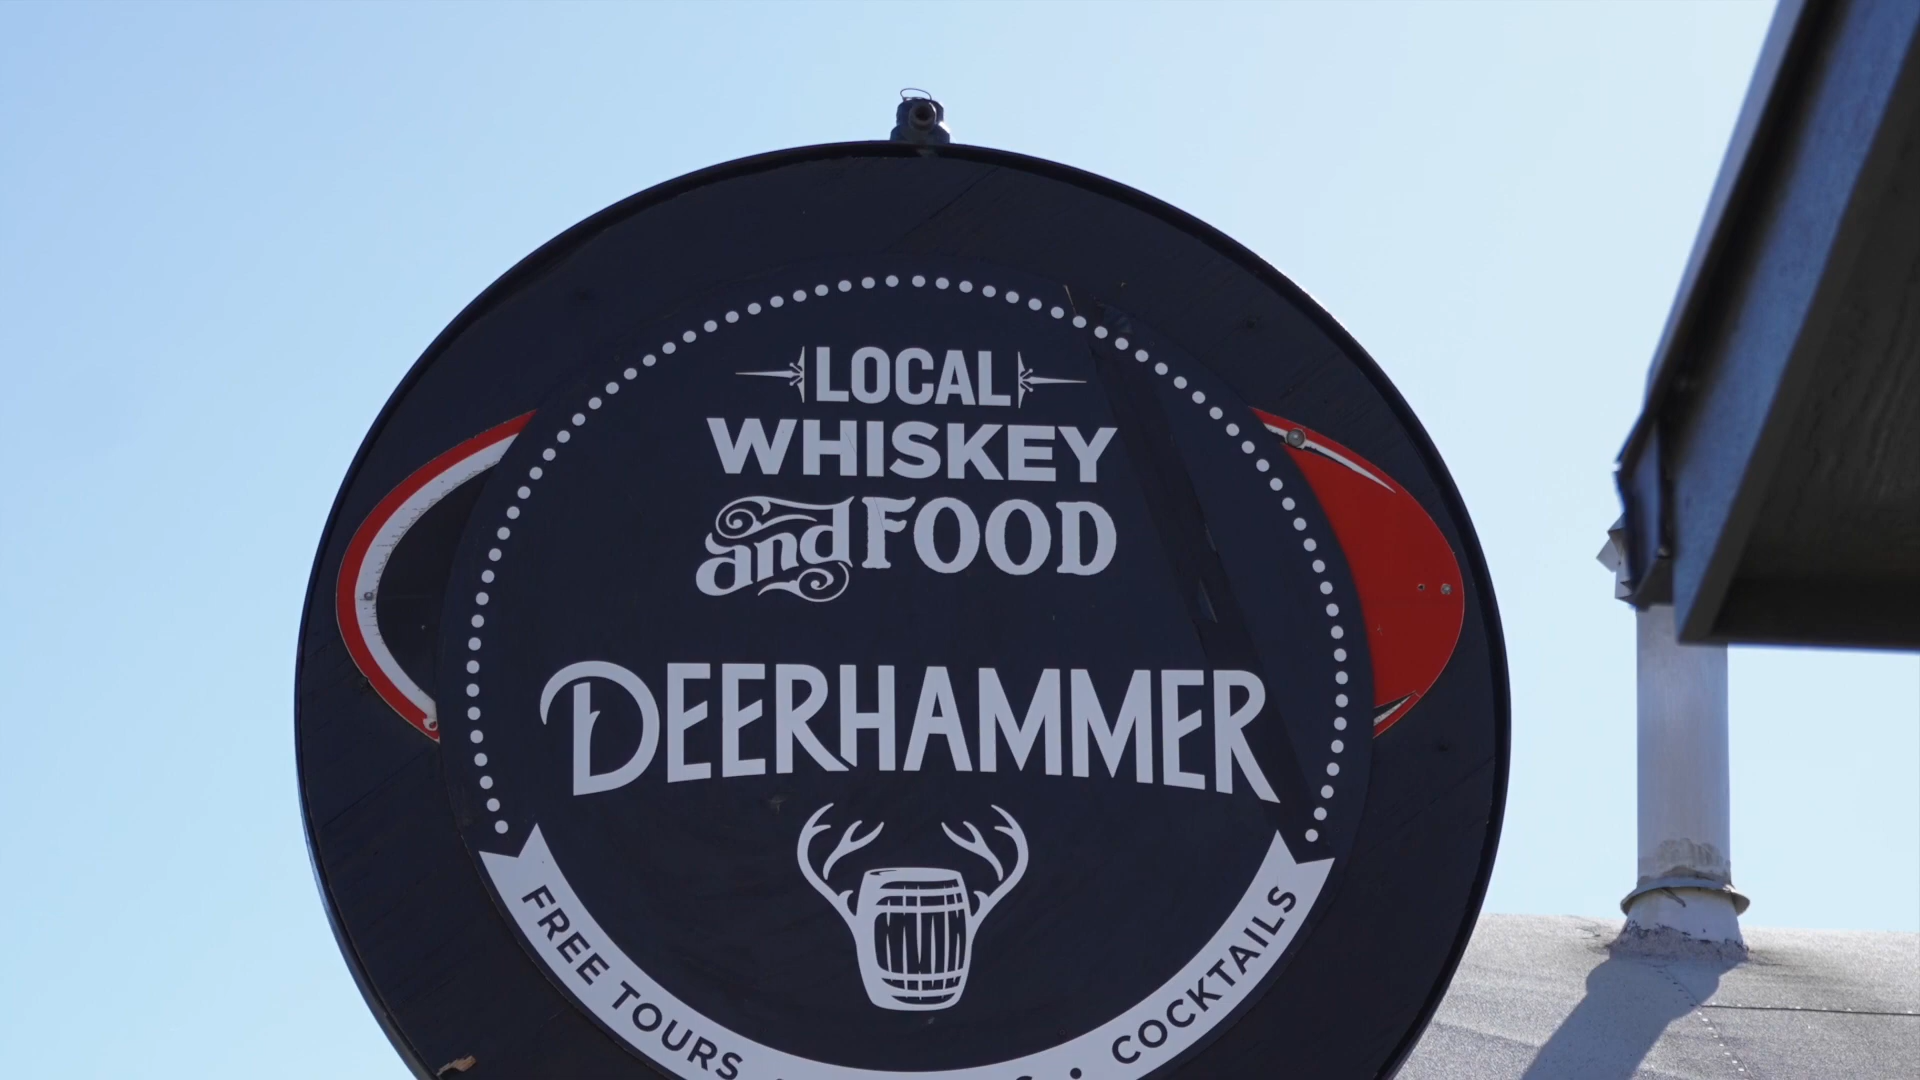 LOCAL
WHISKEY
and FOOD
DEERHAMMER
FREE TOURS
• COCKTAILS